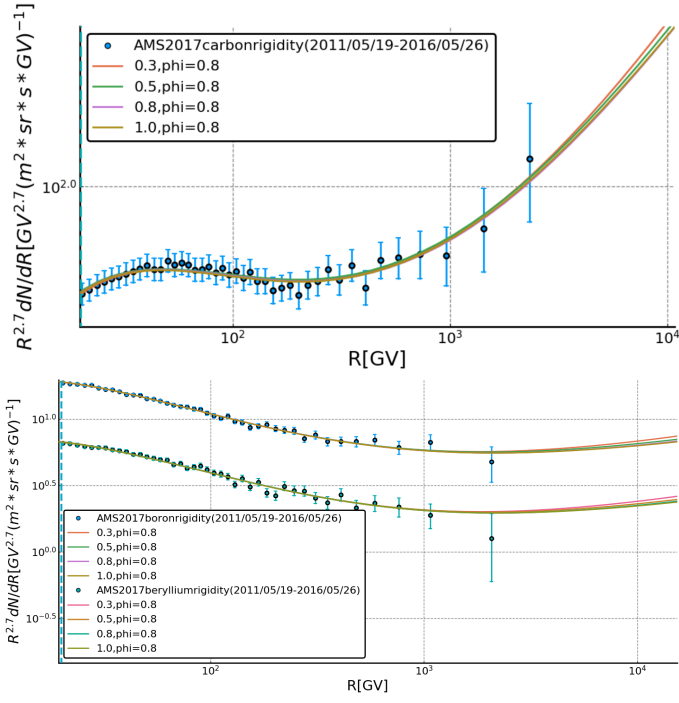 R^2.7 dN/dR[GV^2.7(m^2*sr*s*GV)^-1]
AMS2017carbonrigidity(2011/05/19-2016/05/26)
0.3,phi=0.8
0.5,phi=0.8
0.8,phi=0.8
1.0,phi=0.8
10^2.0
10^2
10^3
10^4
R[GV]
R^2.7 dN/dR[GV^2.7(m^2*sr*s*GV)^-1]
10^1.0
10^0.5
10^0.0
10^-0.5
AMS2017boronrigidity(2011/05/19-2016/05/26)
0.3,phi=0.8
0.5,phi=0.8
0.8,phi=0.8
1.0,phi=0.8
AMS2017berylliumrigidity(2011/05/19-2016/05/26)
0.3,phi=0.8
0.5,phi=0.8
0.8,phi=0.8
1.0,phi=0.8
10^2
10^3
10^4
R[GV]